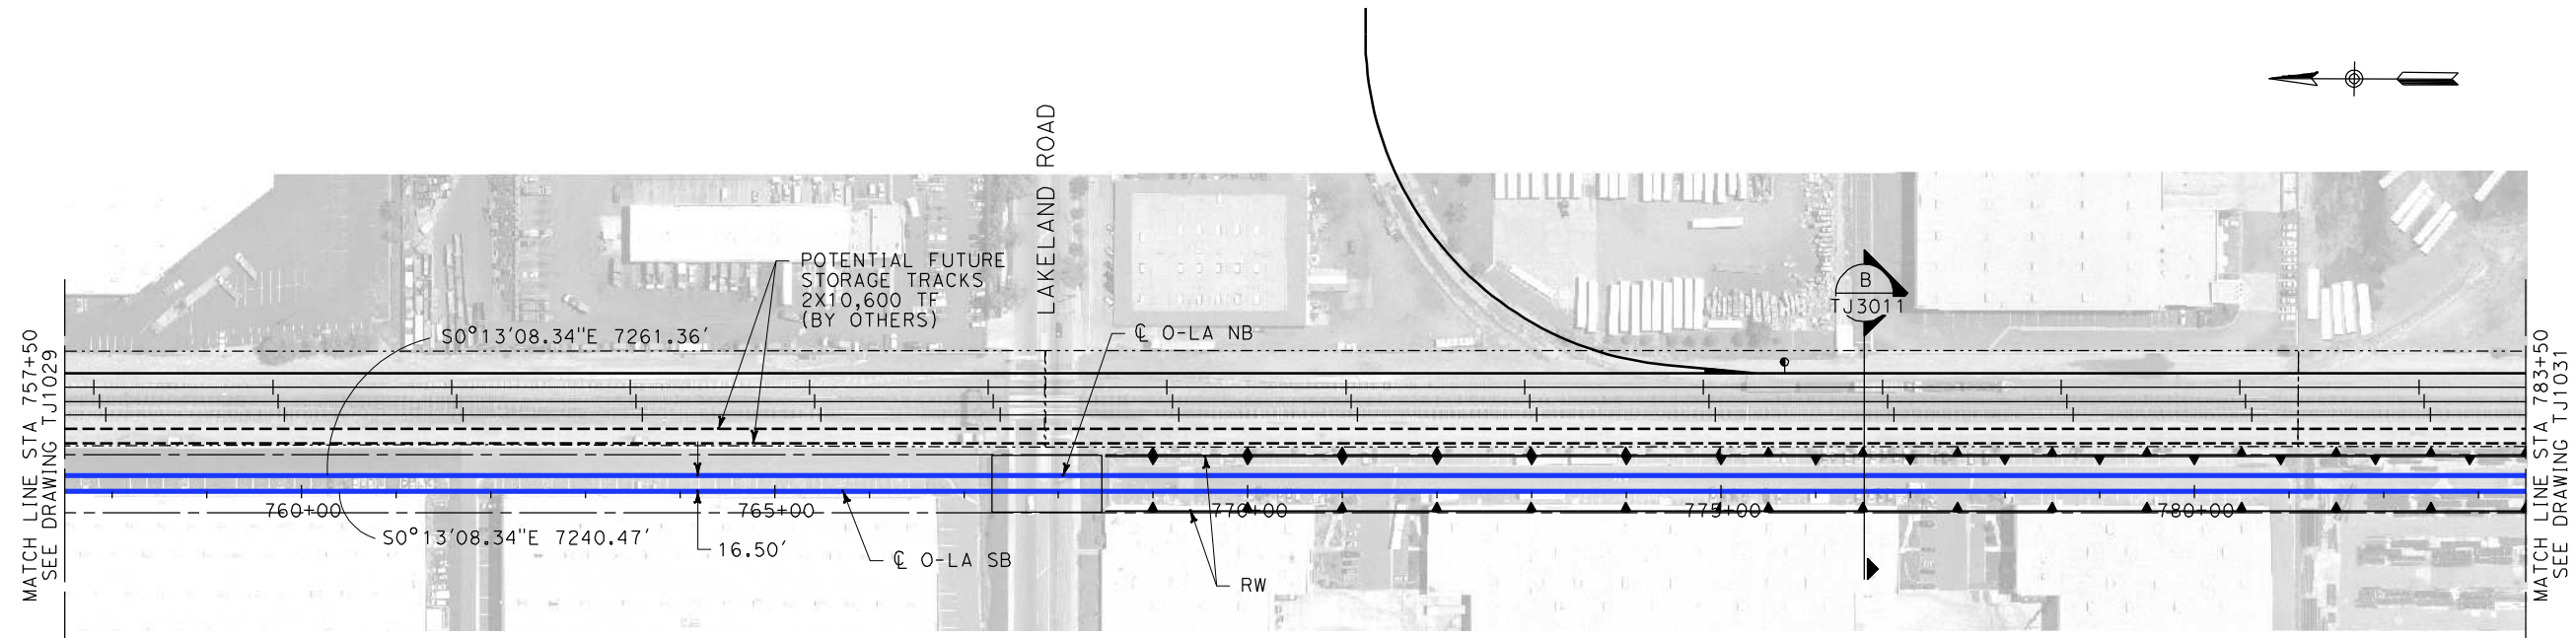 MATCH LINE STA 757+50
SEE DRAWING TJ1029
LAKELAND ROAD
POTENTIAL FUTURE
STORAGE TRACKS
2X10,600 TF
(BY OTHERS)
S0°13'08.34"E 7261.36'
℄ O-LA NB
B
TJ3011
760+00
765+00
770+00
775+00
780+00
S0°13'08.34"E 7240.47'
16.50'
℄ O-LA SB
RW
MATCH LINE STA 783+50
SEE DRAWING TJ1031